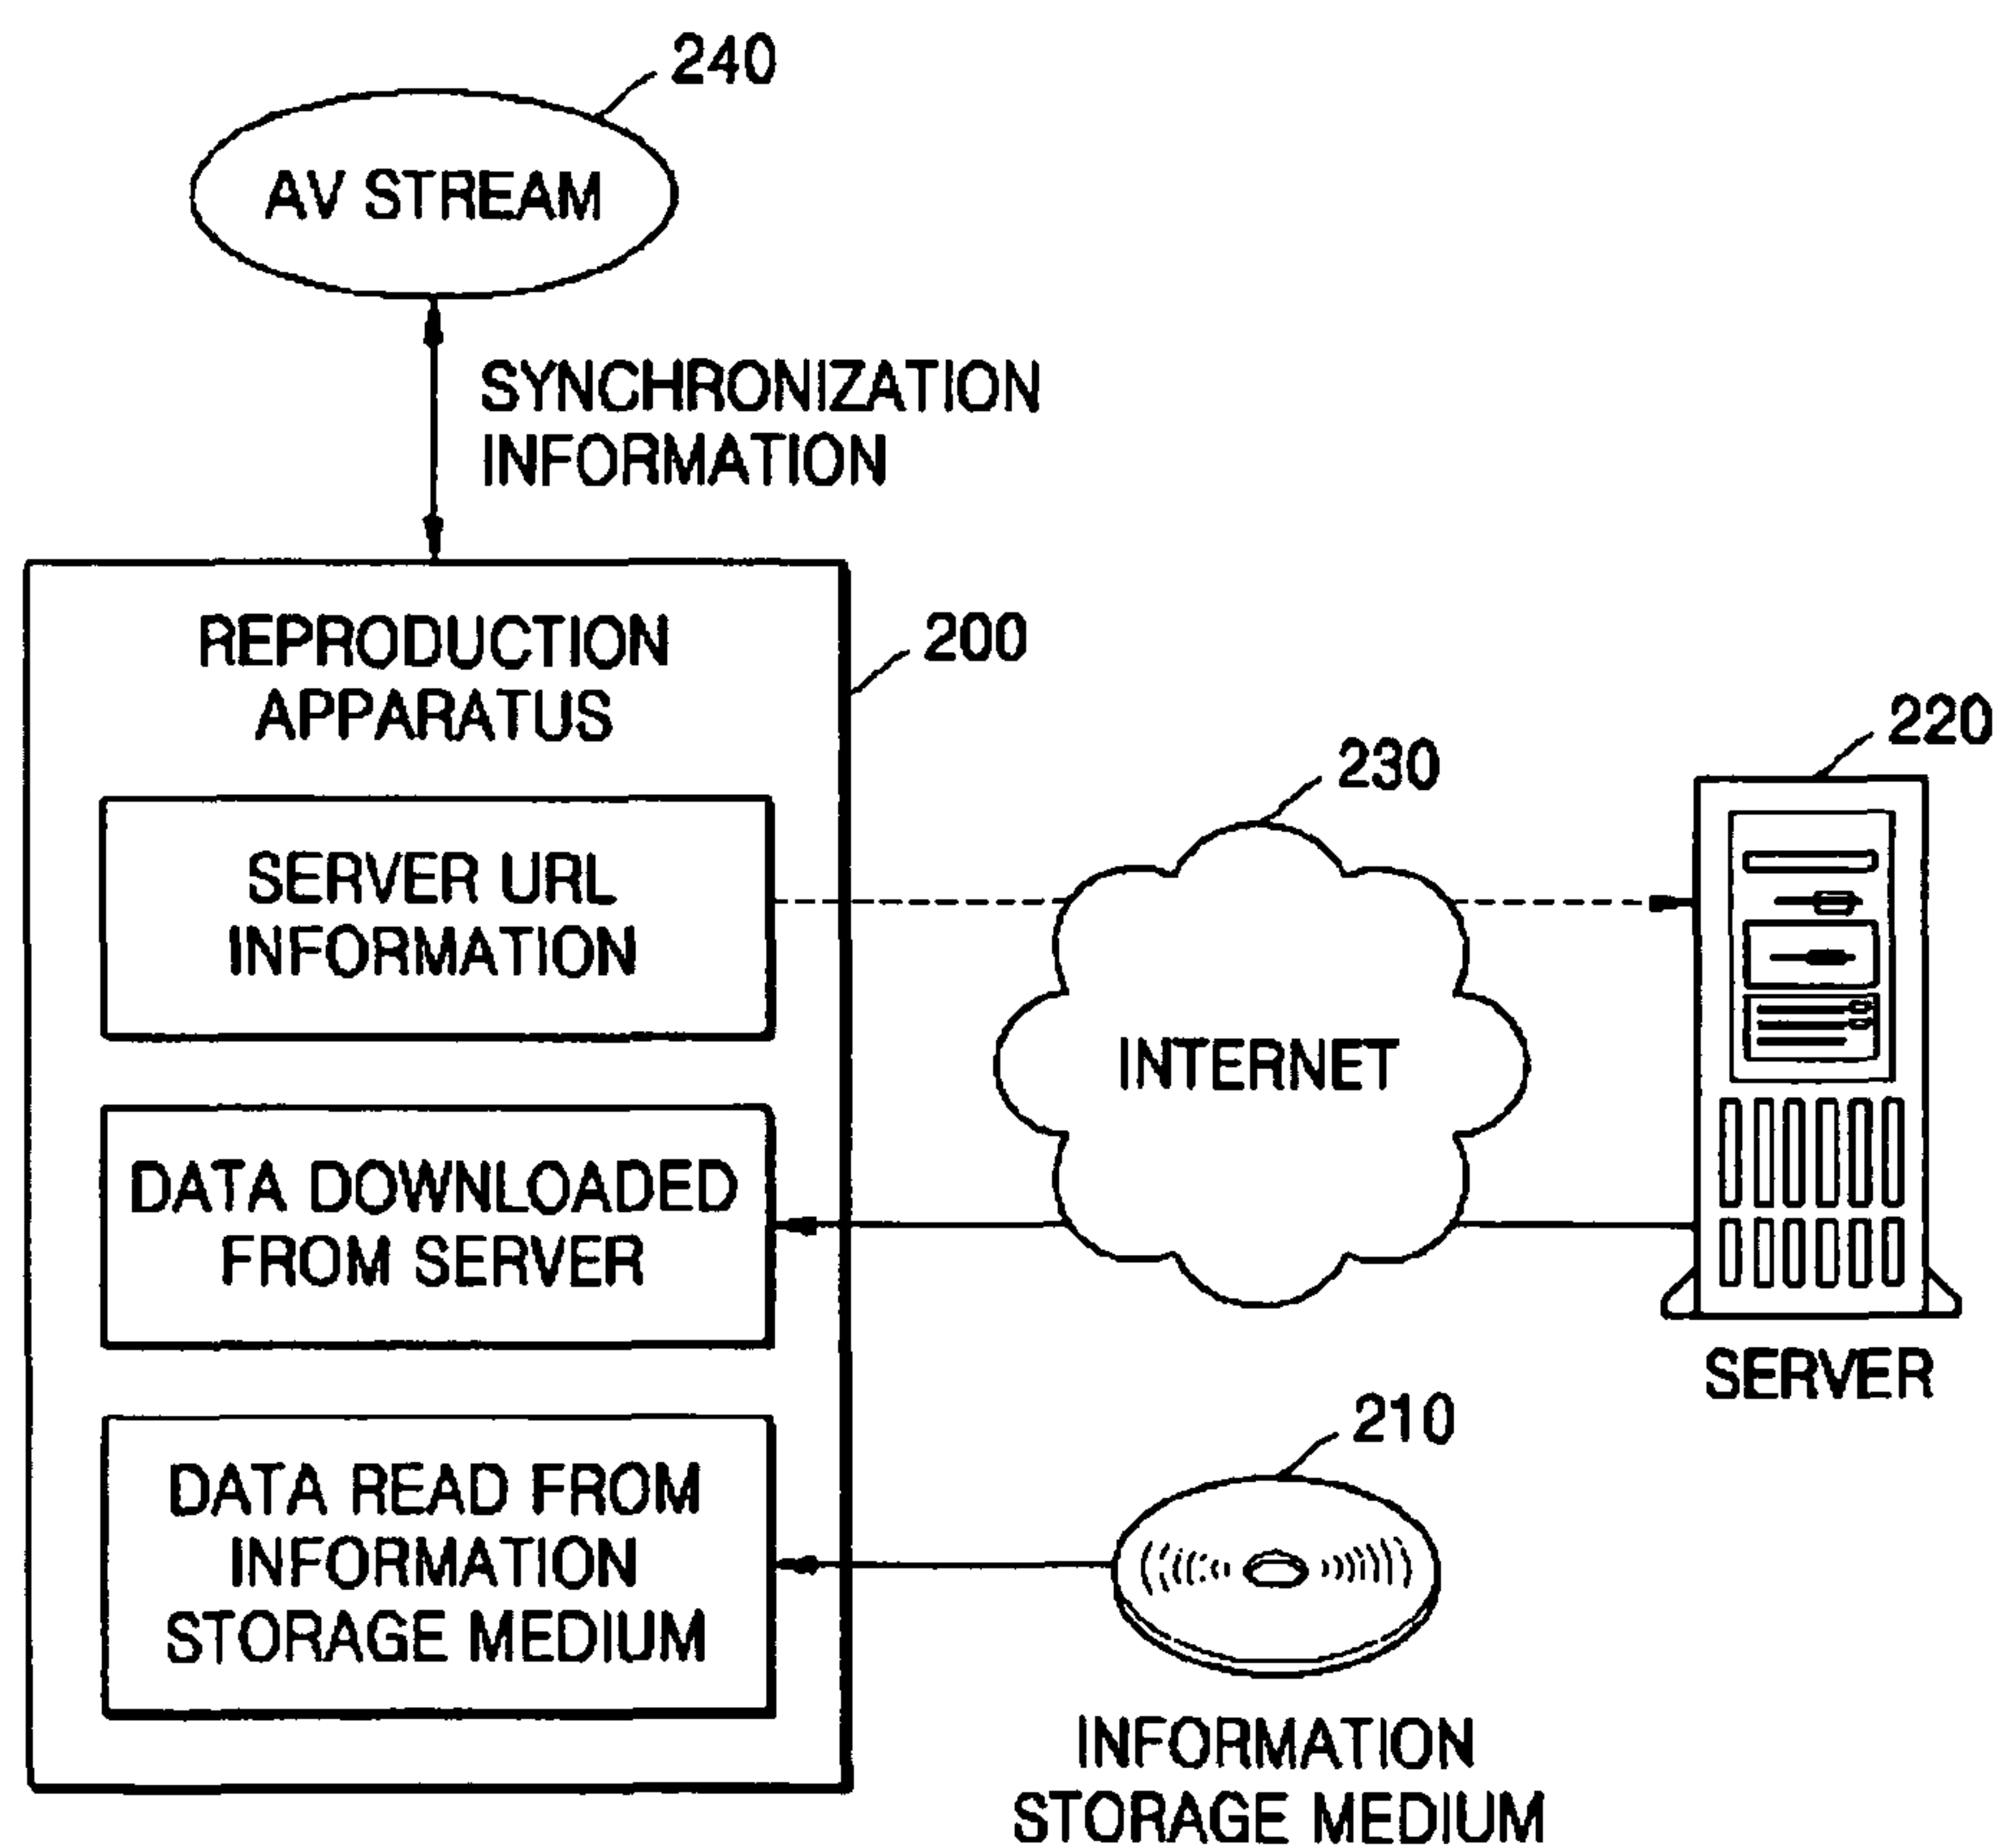 240
AV STREAM
SYNCHRONIZATION
INFORMATION
REPRODUCTION
APPARATUS
200
SERVER URL
INFORMATION
230
220
INTERNET
DATA DOWNLOADED
FROM SERVER
SERVER
DATA READ FROM
INFORMATION
STORAGE MEDIUM
210
INFORMATION
STORAGE MEDIUM